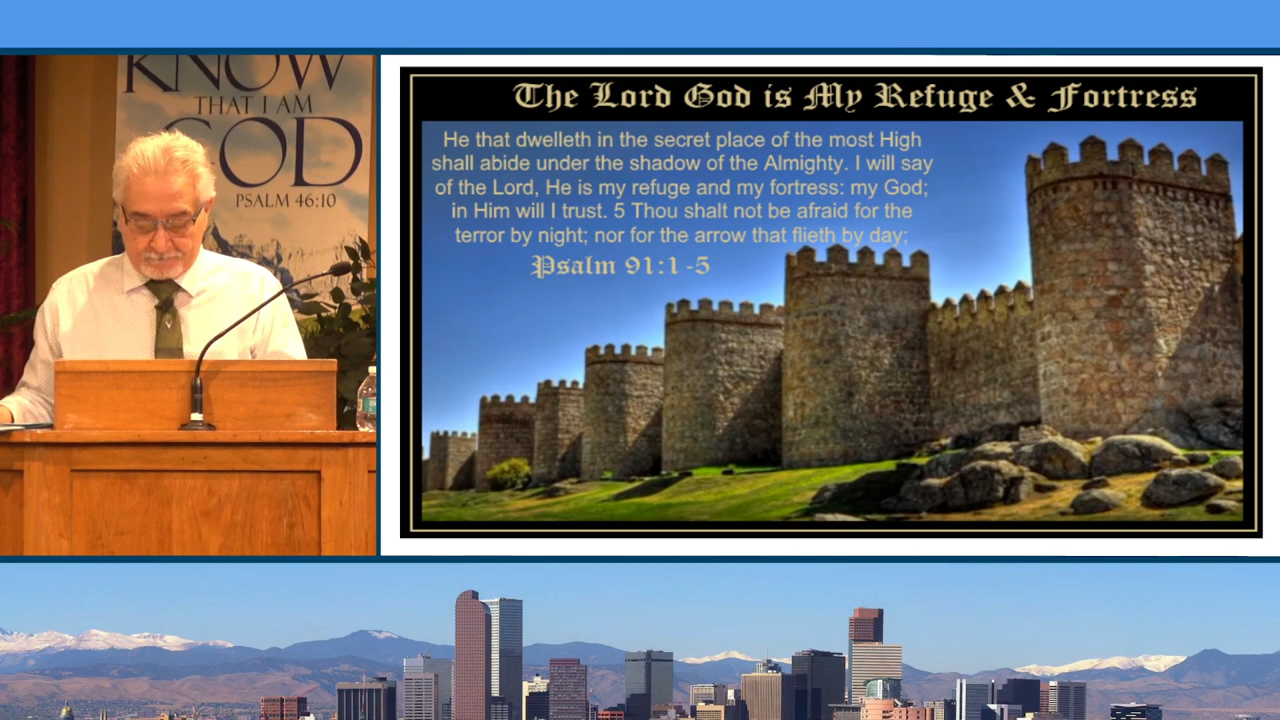 KNOW
THAT I AM
GOD
PSALM 46:10
The Lord God is My Refuge & Fortress
He that dwelleth in the secret place of the most High
shall abide under the shadow of the Almighty. I will say
of the Lord, He is my refuge and my fortress: my God;
in Him will I trust. 5 Thou shalt not be afraid for the
terror by night; nor for the arrow that flieth by day;
Psalm 91:1-5